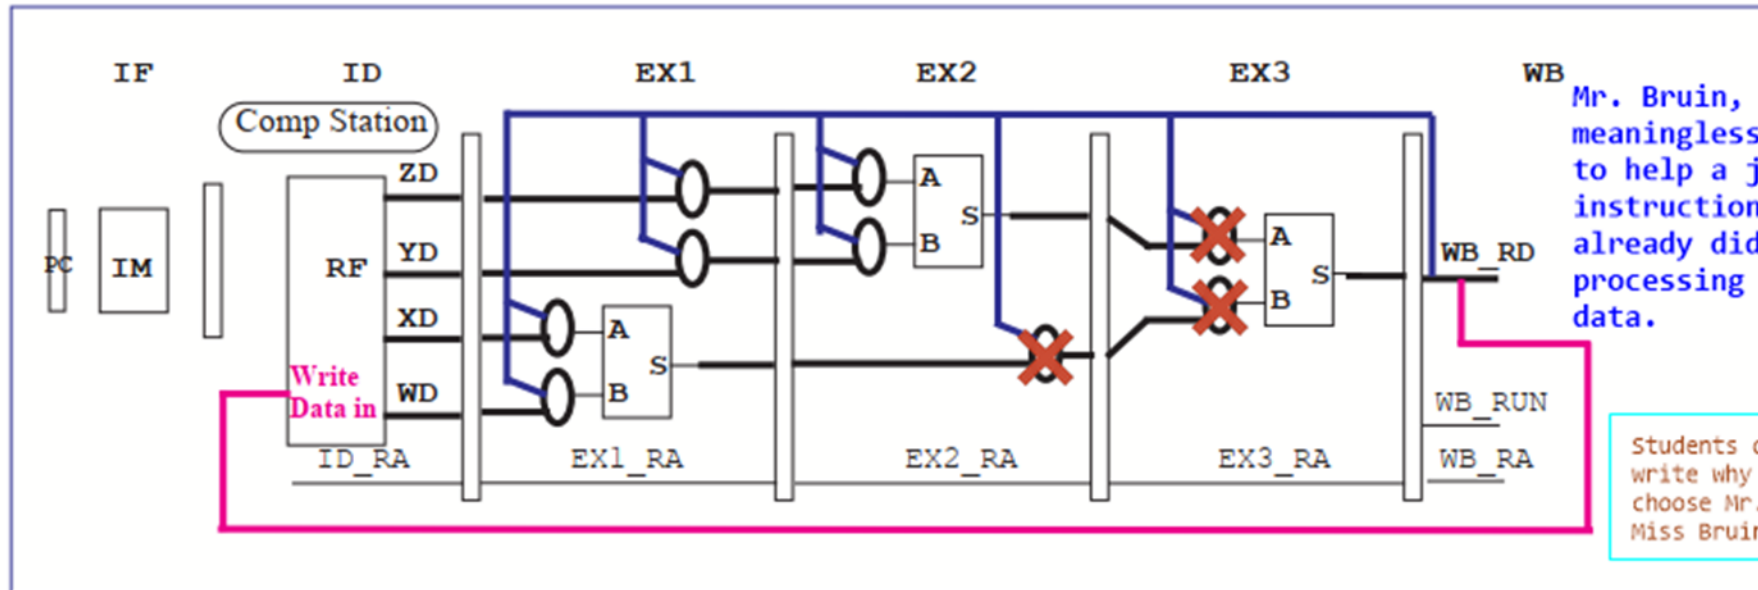 IF ID EX1 EX2 EX3 WB
Comp Station
Mr. Bruin,
meaningless
to help a
instruction
already did
processing
data.
ZD
YD
XD
WD
PC
IM
RF
Write
Data in
A
B
S
A
B
S
A
B
S
WB_RD
WB_RUN
ID_RA EX1_RA EX2_RA EX3_RA WB_RA
Students
write why
choose Mr.
Miss Bruin